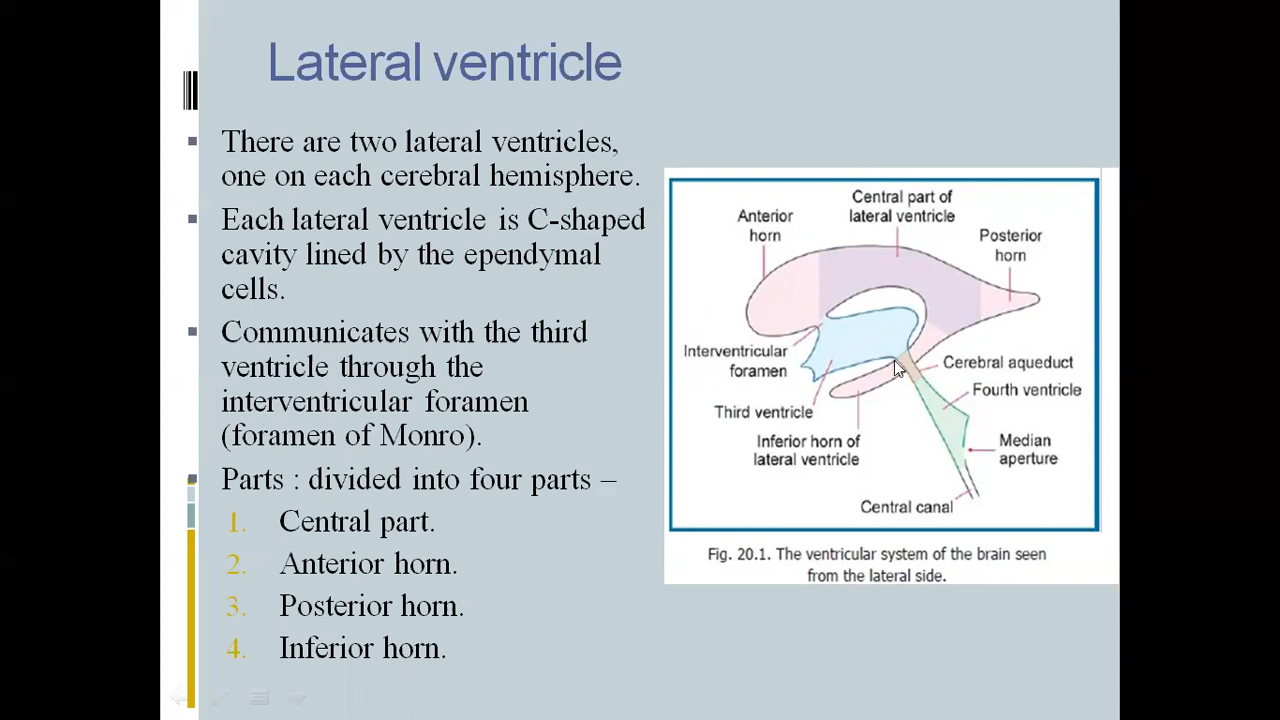 Lateral ventricle
▪ There are two lateral ventricles,
one on each cerebral hemisphere.
▪ Each lateral ventricle is C-shaped
cavity lined by the ependymal
cells.
▪ Communicates with the third
ventricle through the
interventricular foramen
(foramen of Monro).
▪ Parts : divided into four parts –
1. Central part.
2. Anterior horn.
3. Posterior horn.
4. Inferior horn.
Central part of
lateral ventricle
Anterior
horn
Posterior
horn
Interventricular
foramen
Cerebral aqueduct
Fourth ventricle
Third ventricle
Inferior horn of
lateral ventricle
Median
aperture
Central canal
Fig. 20.1. The ventricular system of the brain seen
from the lateral side.